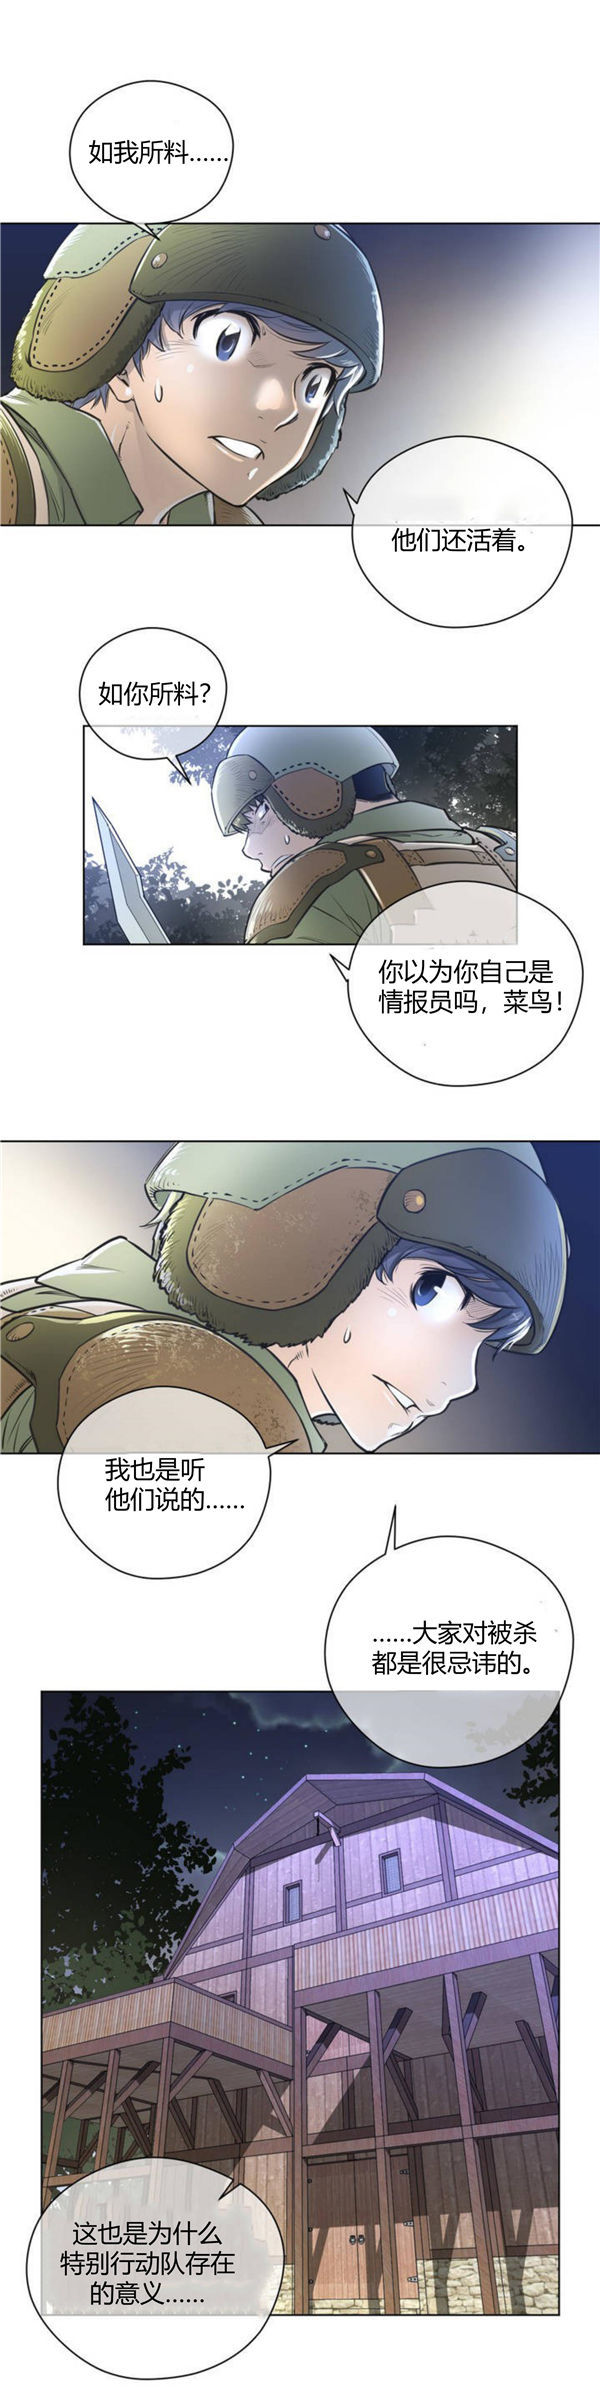 如我所料……
他们还活着。
如你所料？
你以为你自己是
情报员吗，菜鸟！
我也是听
他们说的……
……大家对被杀
都是很忌讳的。
这也是为什么
特别行动队存在
的意义……